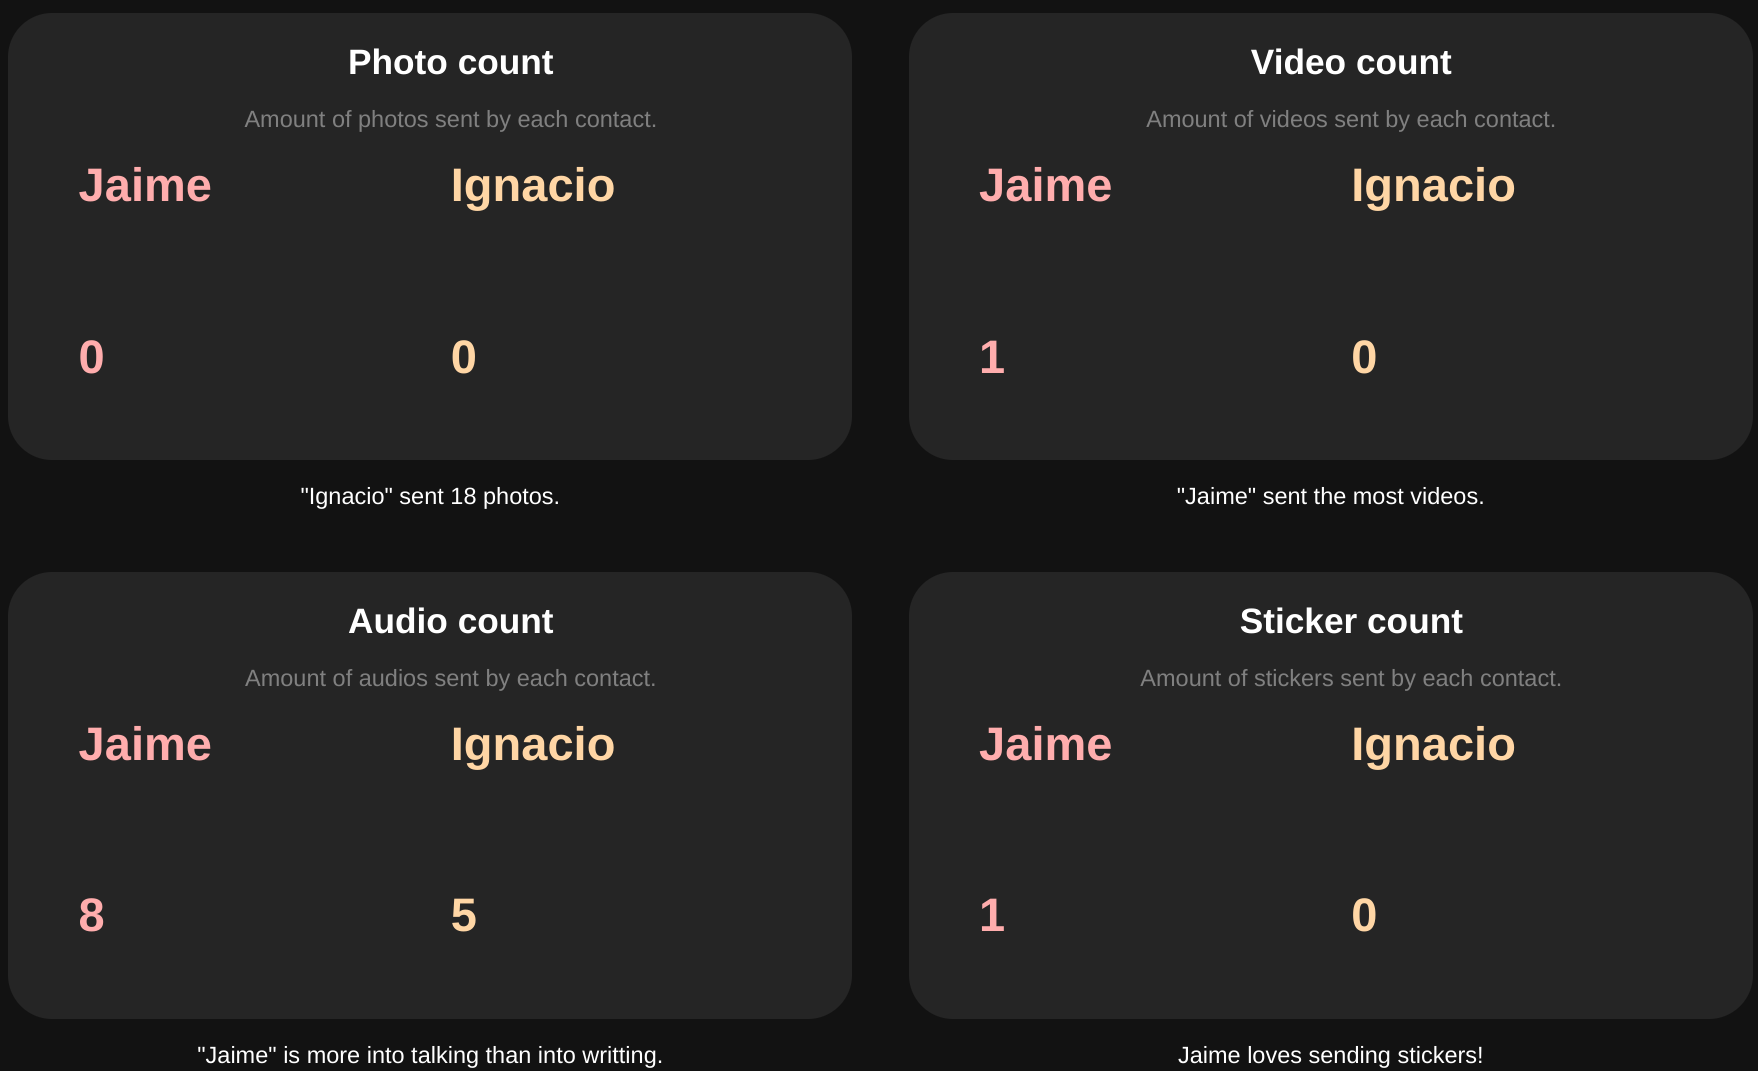 Photo count
Amount of photos sent by each contact.
Jaime Ignacio
0 0
"Ignacio" sent 18 photos.
Video count
Amount of videos sent by each contact.
Jaime Ignacio
1 0
"Jaime" sent the most videos.
Audio count
Amount of audios sent by each contact.
Jaime Ignacio
8 5
"Jaime" is more into talking than into writting.
Sticker count
Amount of stickers sent by each contact.
Jaime Ignacio
1 0
Jaime loves sending stickers!